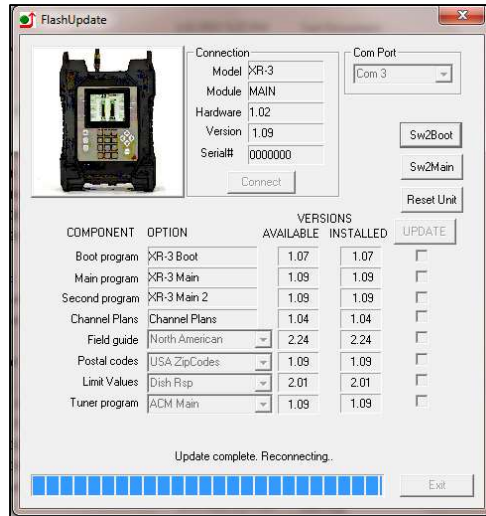 FlashUpdate
Connection
Model XR-3
Module MAIN
Hardware 1.02
Version 1.09
Serial# 0000000
Connect
Com Port
Com 3
Sw2Boot
Sw2Main
Reset Unit
UPDATE
VERSIONS
COMPONENT OPTION AVAILABLE INSTALLED
Boot program XR-3 Boot 1.07 1.07
Main program XR-3 Main 1.09 1.09
Second program XR-3 Main 2 1.09 1.09
Channel Plans Channel Plans 1.04 1.04
Field guide North American 2.24 2.24
Postal codes USA ZipCodes 1.09 1.09
Limit Values Dish Rsp 2.01 2.01
Tuner program ACM Main 1.09 1.09
Update complete. Reconnecting..
Exit